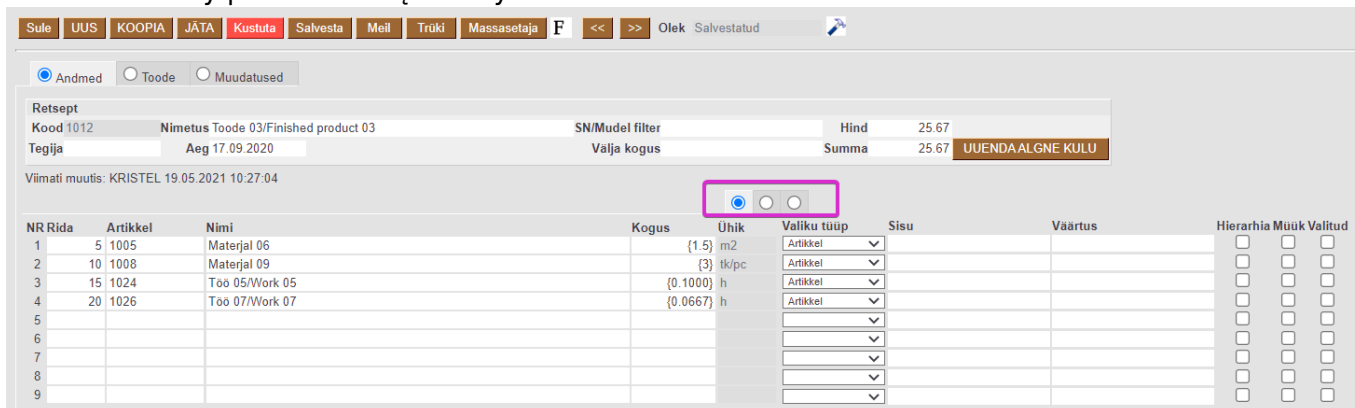 Sule UUS KOOPIA JÄTA Kustuta Salvesta Meil Trüki Massasetaja F << >> Olek Salvestatud
Andmed Toode Muudatused
Retsept
Kood 1012 Nimetus Toode 03/Finished product 03 SN/Mudel filter Hind 25.67
Tegija Aeg 17.09.2020 Välja kogus Summa 25.67 UUENDA ALGNE KULU
Viimati muutis: KRISTEL 19.05.2021 10:27:04
NR Rida Artikkel Nimi Kogus Ühik Valiku tüüp Sisu Väärtus Hierarhia Müük Valitud
1 5 1005 Materjal 06 {1.5} m2 Artikkel
2 10 1008 Materjal 09 {3} tk/pc Artikkel
3 15 1024 Töö 05/Work 05 {0.1000} h Artikkel
4 20 1026 Töö 07/Work 07 {0.0667} h Artikkel
5
6
7
8
9